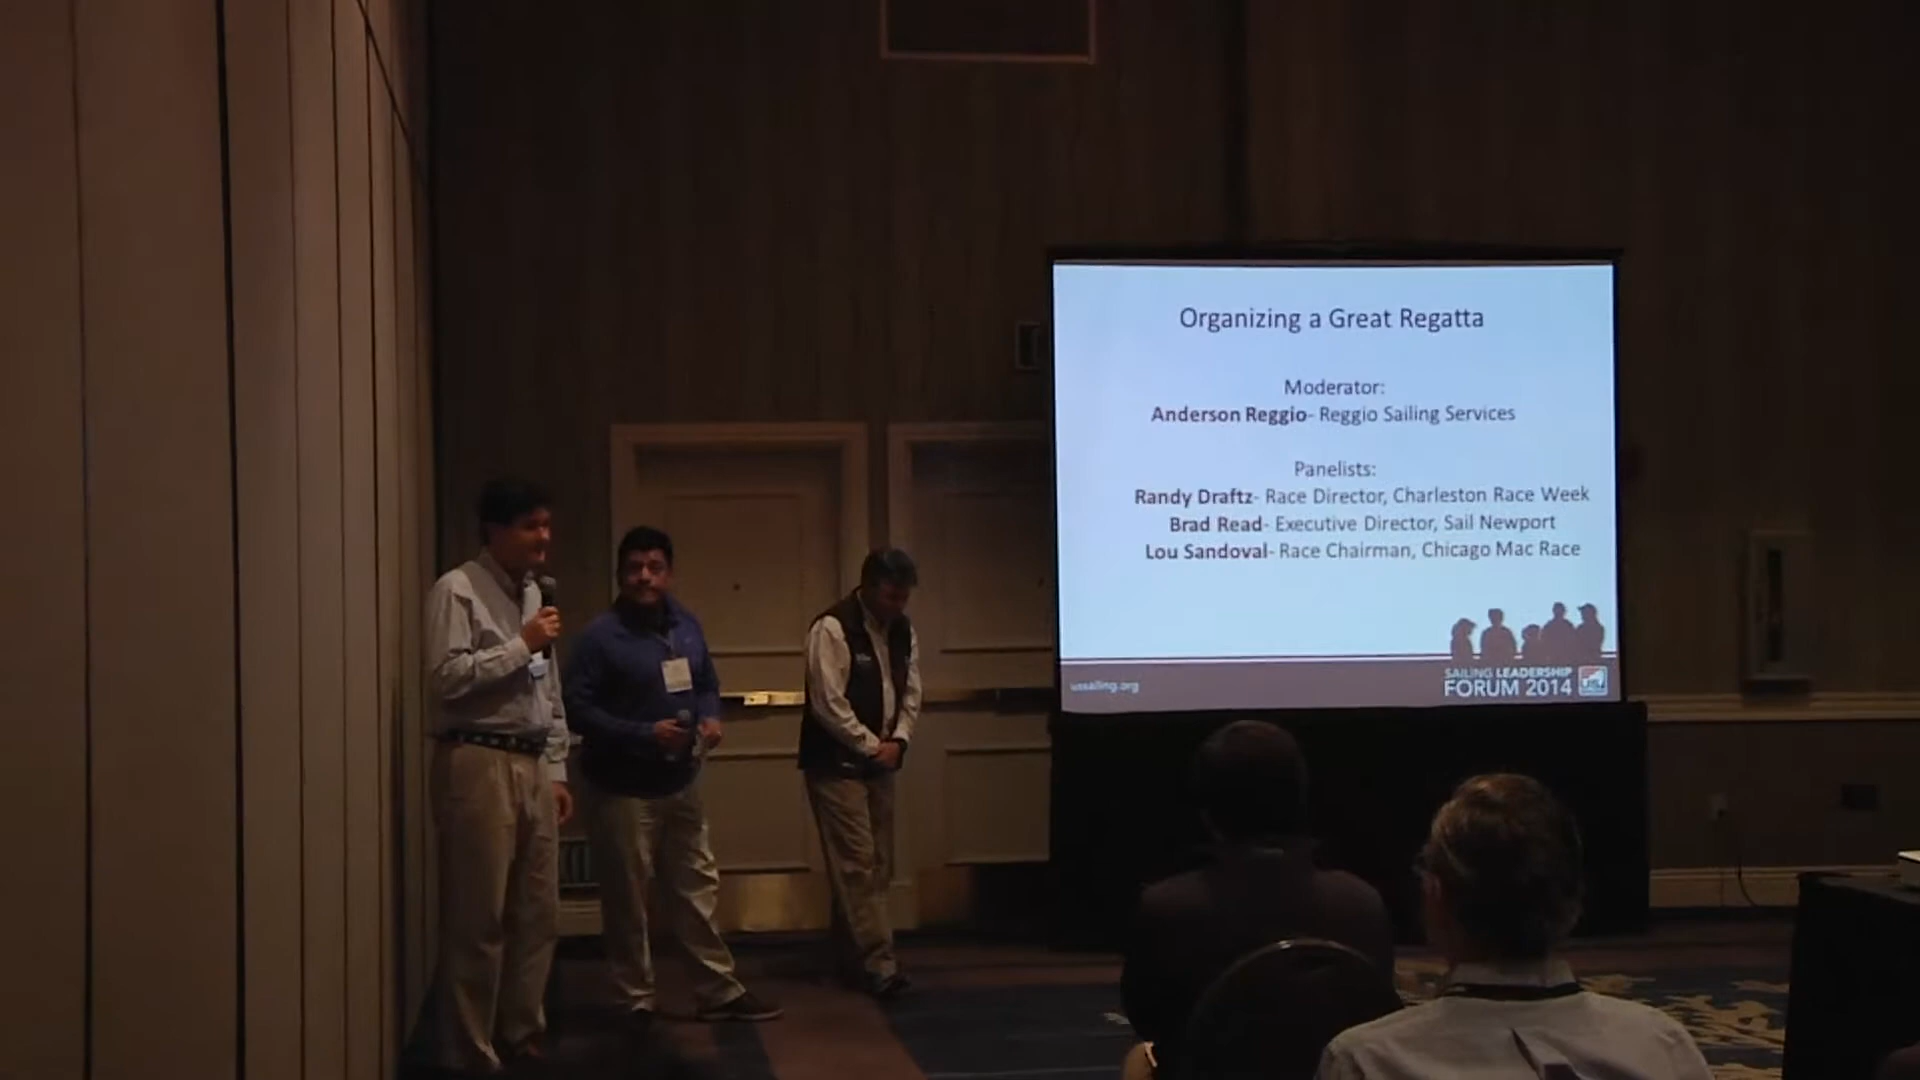 Organizing a Great Regatta
Moderator:
Anderson Reggio- Reggio Sailing Services
Panelists:
Randy Draftz- Race Director, Charleston Race Week
Brad Read- Executive Director, Sail Newport
Lou Sandoval- Race Chairman, Chicago Mac Race
ussailing.org
SAILING LEADERSHIP
FORUM 2014